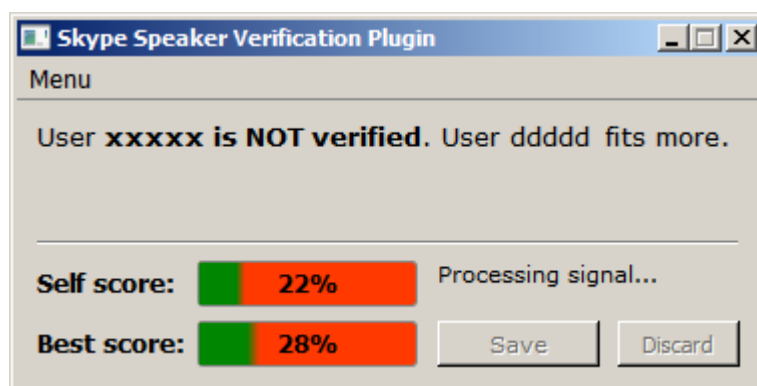 Skype Speaker Verification Plugin
Menu
User xxxxx is NOT verified. User ddddd fits more.
Self score: 22% Processing signal...
Best score: 28% Save Discard